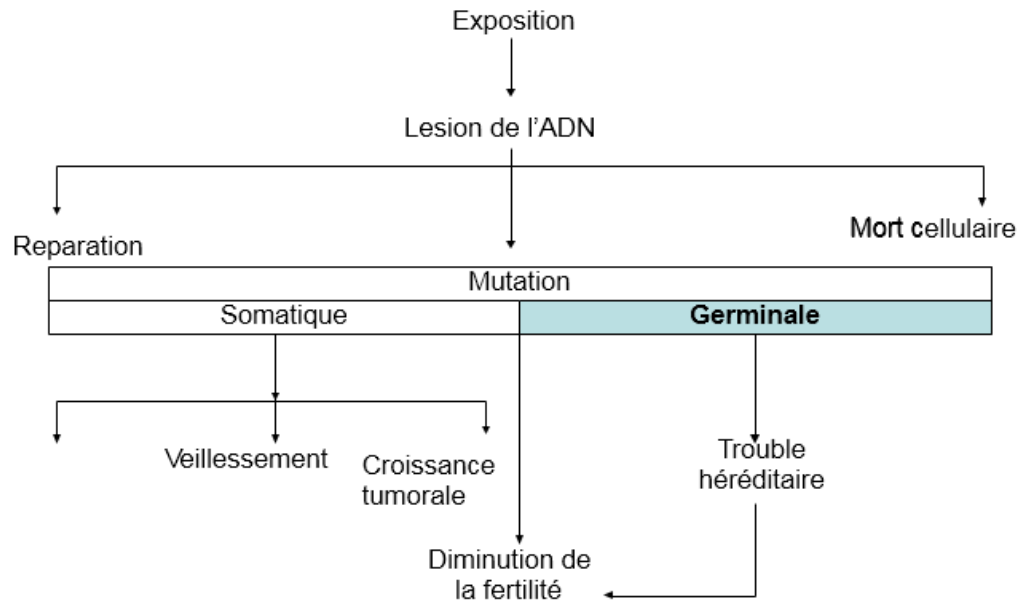 Exposition
Lesion de l'ADN
Reparation
Mort cellulaire
Mutation
Somatique
Germinale
Veillessement
Croissance
tumorale
Trouble
héréditaire
Diminution de
la fertilité